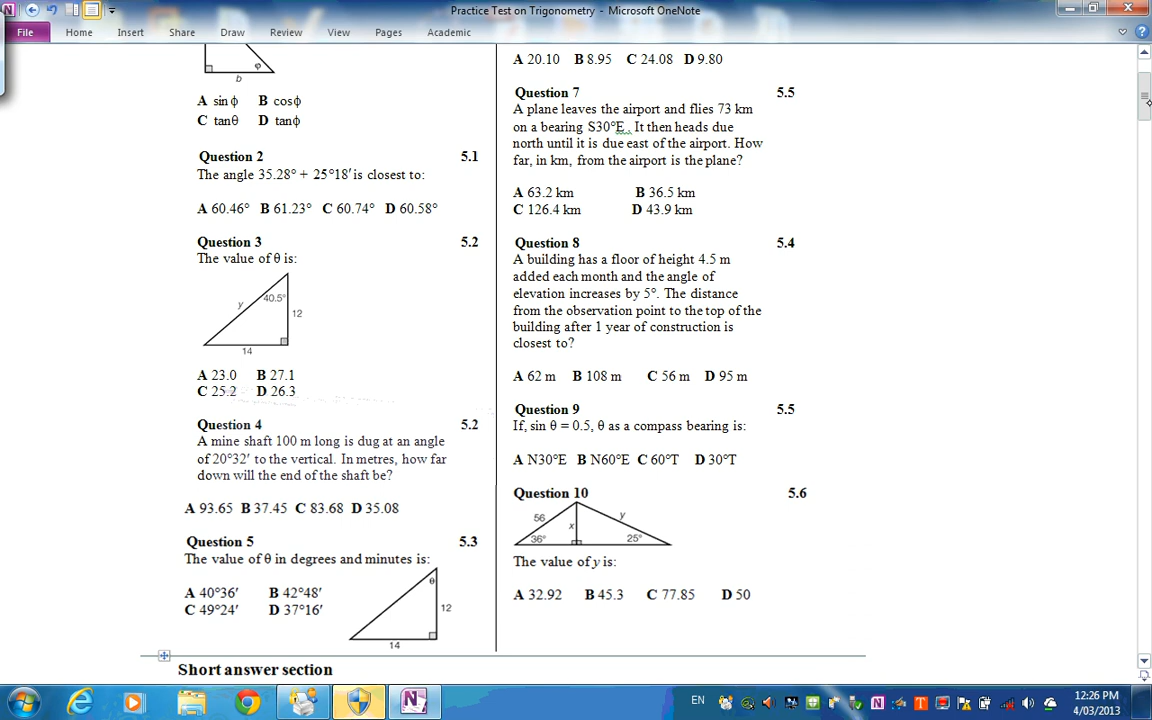 Practice Test on Trigonometry - Microsoft OneNote
File Home Insert Share Draw Review View Pages Academic
φ
b
A sin ϕ B cosϕ
C tanθ D tanϕ
Question 2 5.1
The angle 35.28° + 25°18′ is closest to:
A 60.46° B 61.23° C 60.74° D 60.58°
Question 3 5.2
The value of θ is:
40.5°
y
12
14
A 23.0 B 27.1
C 25.2 D 26.3
Question 4 5.2
A mine shaft 100 m long is dug at an angle
of 20°32′ to the vertical. In metres, how far
down will the end of the shaft be?
A 93.65 B 37.45 C 83.68 D 35.08
Question 5 5.3
The value of θ in degrees and minutes is:
θ
A 40°36′ B 42°48′
C 49°24′ D 37°16′
12
14
A 20.10 B 8.95 C 24.08 D 9.80
Question 7 5.5
A plane leaves the airport and flies 73 km
on a bearing S30°E . It then heads due
north until it is due east of the airport. How
far, in km, from the airport is the plane?
A 63.2 km B 36.5 km
C 126.4 km D 43.9 km
Question 8 5.4
A building has a floor of height 4.5 m
added each month and the angle of
elevation increases by 5°. The distance
from the observation point to the top of the
building after 1 year of construction is
closest to?
A 62 m B 108 m C 56 m D 95 m
Question 9 5.5
If, sin θ = 0.5, θ as a compass bearing is:
A N30°E B N60°E C 60°T D 30°T
Question 10 5.6
56 x y
36° 25°
The value of y is:
A 32.92 B 45.3 C 77.85 D 50
Short answer section
EN
12:26 PM
4/03/2013